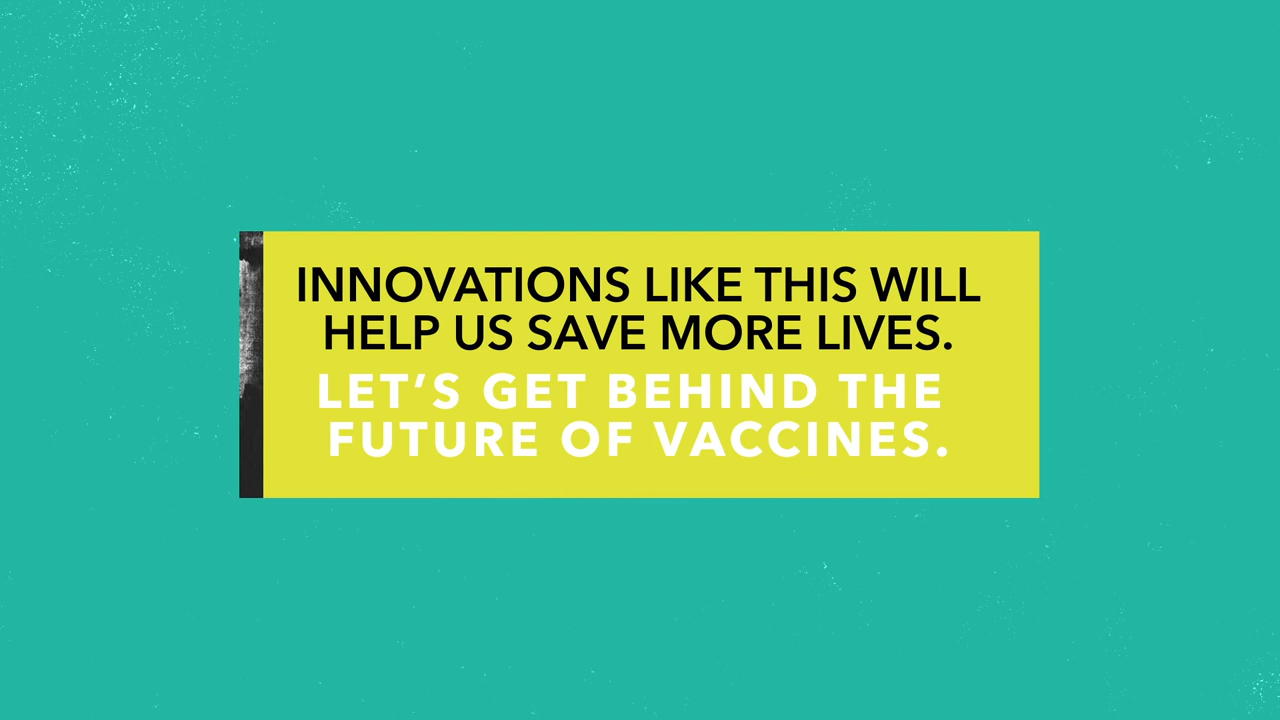 INNOVATIONS LIKE THIS WILL
HELP US SAVE MORE LIVES.
LET’S GET BEHIND THE
FUTURE OF VACCINES.